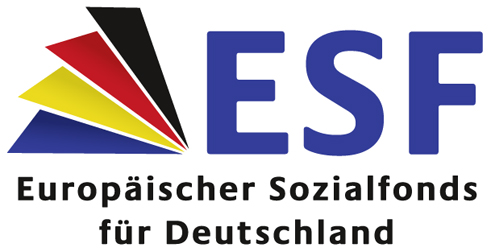 ESF
Europäischer Sozialfonds
für Deutschland